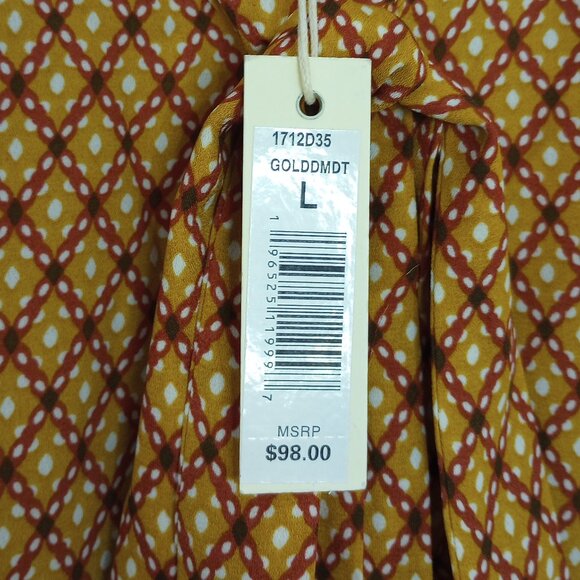 1712D35
GOLDDMDT
L
1 96525 11999 7
MSRP
$98.00